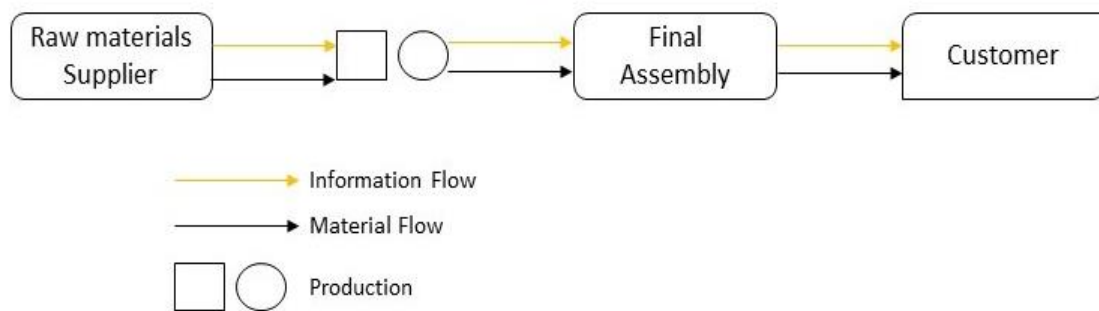 Raw materials
Supplier
Final
Assembly
Customer
Information Flow
Material Flow
Production